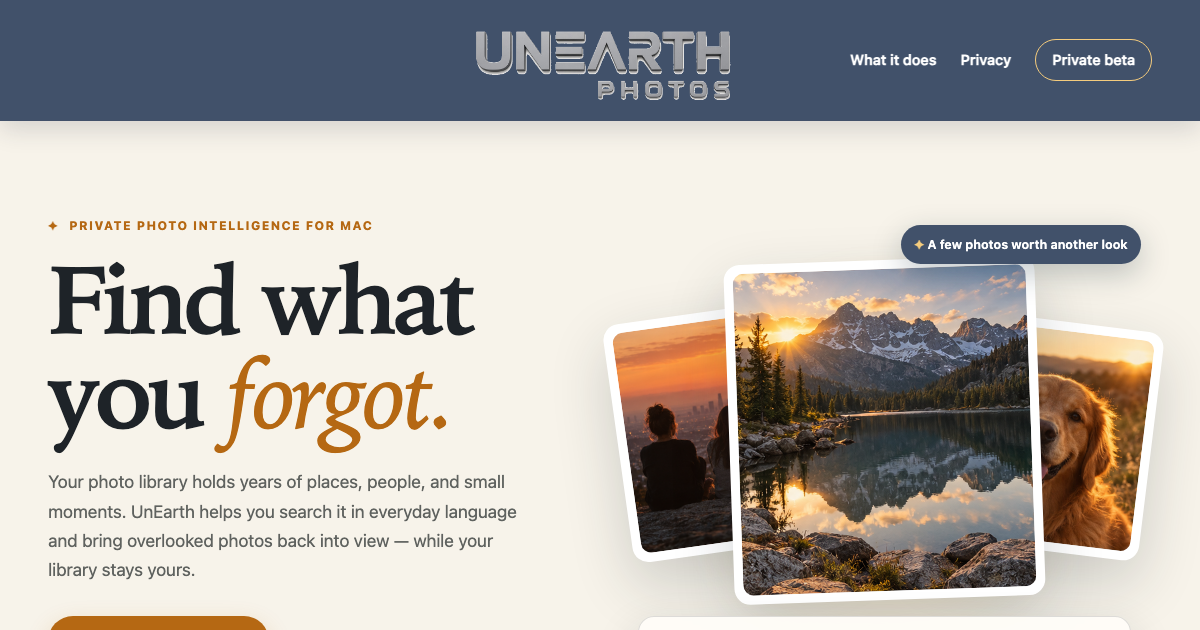 UNEARTH
PHOTOS
What it does
Privacy
Private beta
PRIVATE PHOTO INTELLIGENCE FOR MAC
Find what
you forgot.
Your photo library holds years of places, people, and small
moments. UnEarth helps you search it in everyday language
and bring overlooked photos back into view — while your
library stays yours.
A few photos worth another look